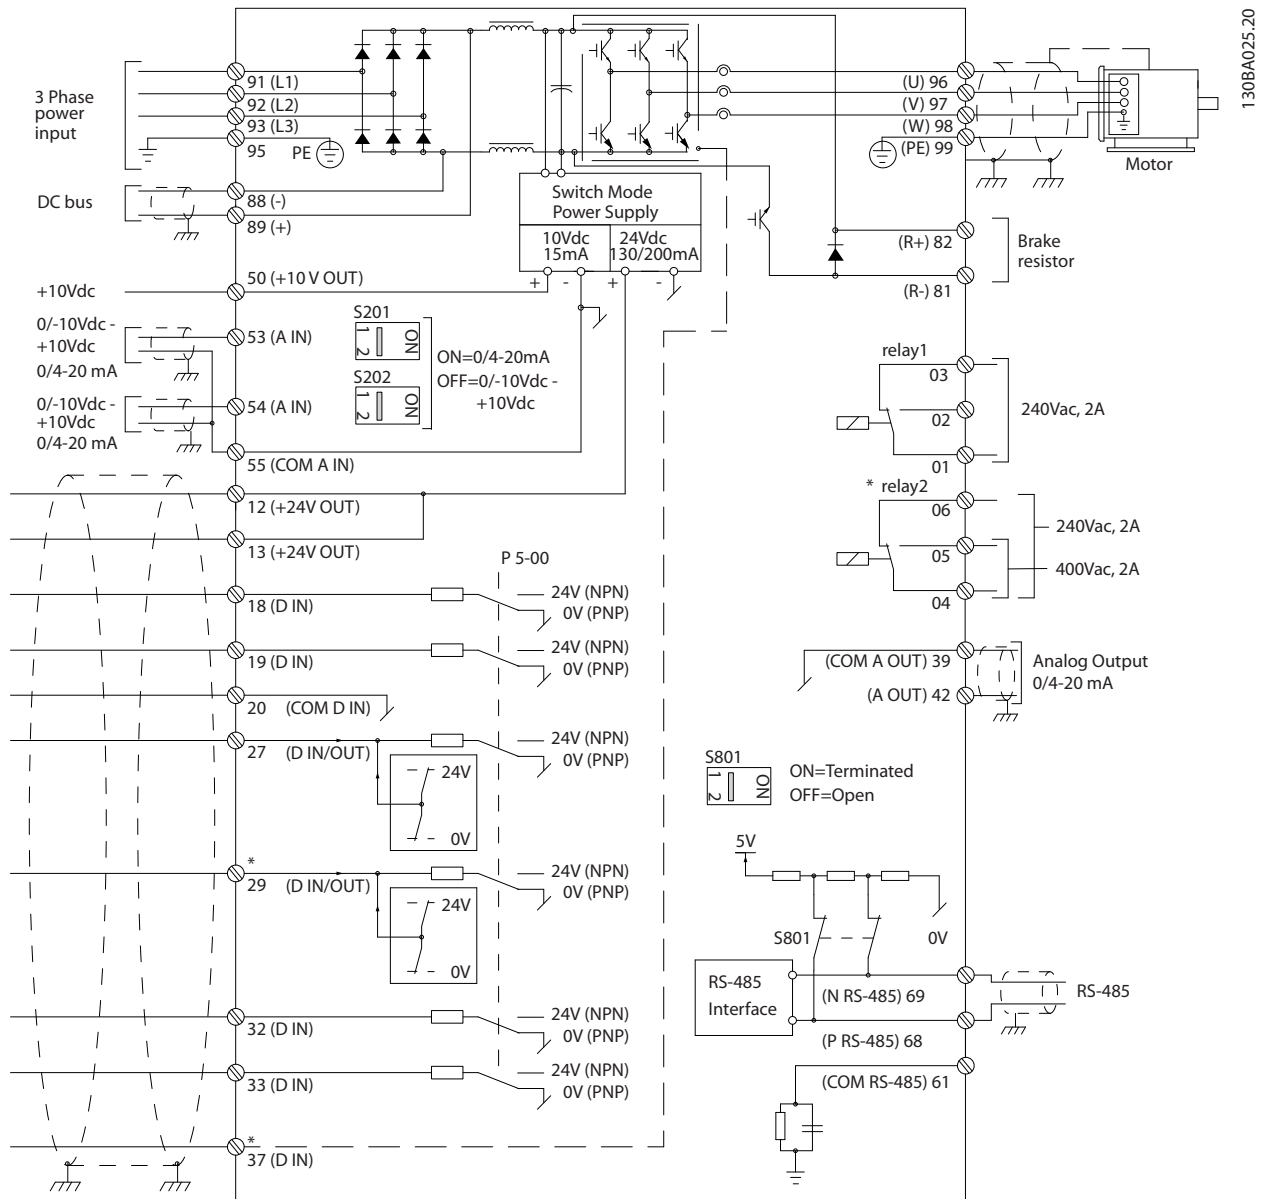 130BA025.20
3 Phase
power
input
91 (L1)
92 (L2)
93 (L3)
95
PE
DC bus
88 (-)
89 (+)
Switch Mode
Power Supply
10Vdc
15mA
24Vdc
130/200mA
+ - + -
(U) 96
(V) 97
(W) 98
(PE) 99
Motor
(R+) 82
(R-) 81
Brake
resistor
+10Vdc
50 (+10 V OUT)
0/-10Vdc -
+10Vdc
0/4-20 mA
53 (A IN)
0/-10Vdc -
+10Vdc
0/4-20 mA
54 (A IN)
55 (COM A IN)
S201
1 2
ON
S202
1 2
ON
ON=0/4-20mA
OFF=0/-10Vdc -
+10Vdc
relay1
03
02
01
240Vac, 2A
* relay2
06
05
04
240Vac, 2A
400Vac, 2A
12 (+24V OUT)
13 (+24V OUT)
P 5-00
18 (D IN)
24V (NPN)
0V (PNP)
19 (D IN)
24V (NPN)
0V (PNP)
20 (COM D IN)
27 (D IN/OUT)
24V (NPN)
0V (PNP)
24V
0V
*
29 (D IN/OUT)
24V (NPN)
0V (PNP)
24V
0V
32 (D IN)
24V (NPN)
0V (PNP)
33 (D IN)
24V (NPN)
0V (PNP)
*
37 (D IN)
(COM A OUT) 39
(A OUT) 42
Analog Output
0/4-20 mA
S801
1 2
ON
ON=Terminated
OFF=Open
5V
S801
0V
RS-485
Interface
(N RS-485) 69
(P RS-485) 68
RS-485
(COM RS-485) 61